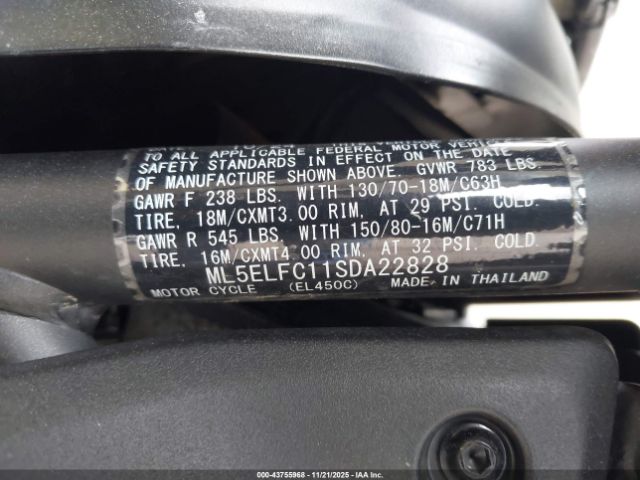 TO ALL APPLICABLE FEDERAL MOTOR VEHIC
SAFETY STANDARDS IN EFFECT ON THE DATE
OF MANUFACTURE SHOWN ABOVE. GVWR 783 LBS
GAWR F 238 LBS. WITH 130/70-18M/C63H
TIRE, 18M/CXMT3.00 RIM, AT 29 PSI. COLD.
GAWR R 545 LBS. WITH 150/80-16M/C71H
TIRE, 16M/CXMT4.00 RIM, AT 32 PSI. COLD.
ML5ELFC11SDA22828
MOTOR CYCLE (EL450C) MADE IN THAILAND
000-43755968 - 11/21/2025 - IAA Inc.